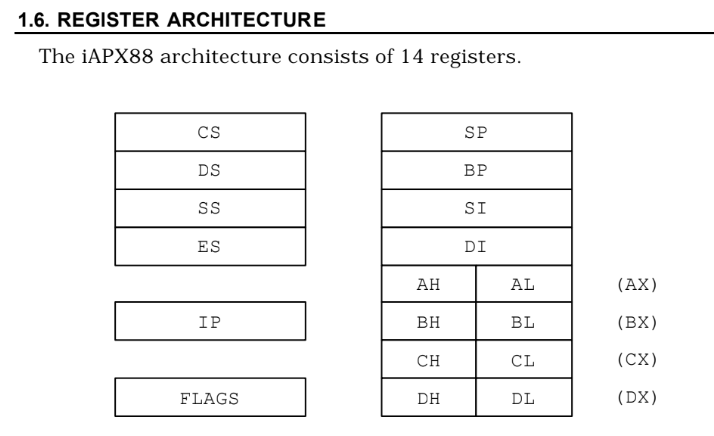 1.6. REGISTER ARCHITECTURE
The iAPX88 architecture consists of 14 registers.
CS SP
DS BP
SS SI
ES DI
AH AL (AX)
IP BH BL (BX)
CH CL (CX)
FLAGS DH DL (DX)